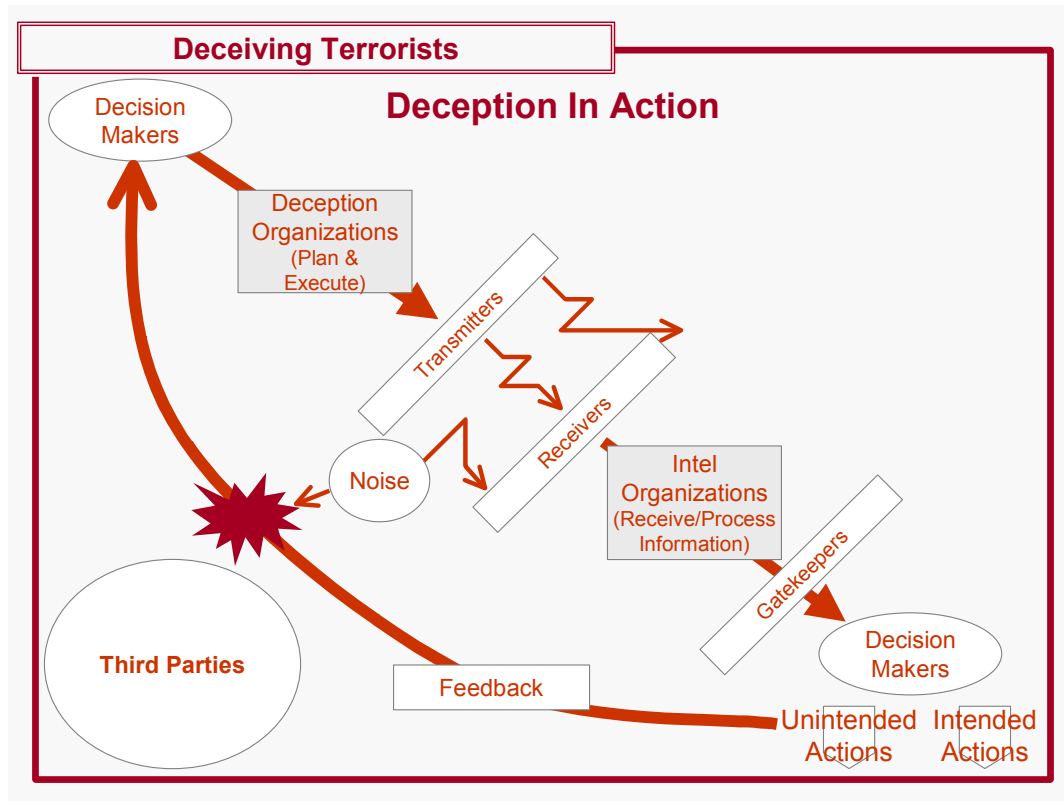 Deceiving Terrorists
Deception In Action
Decision
Makers
Deception
Organizations
(Plan &
Execute)
Transmitters
Receivers
Noise
Intel
Organizations
(Receive/Process
Information)
Gatekeepers
Decision
Makers
Third Parties
Feedback
Unintended
Actions
Intended
Actions